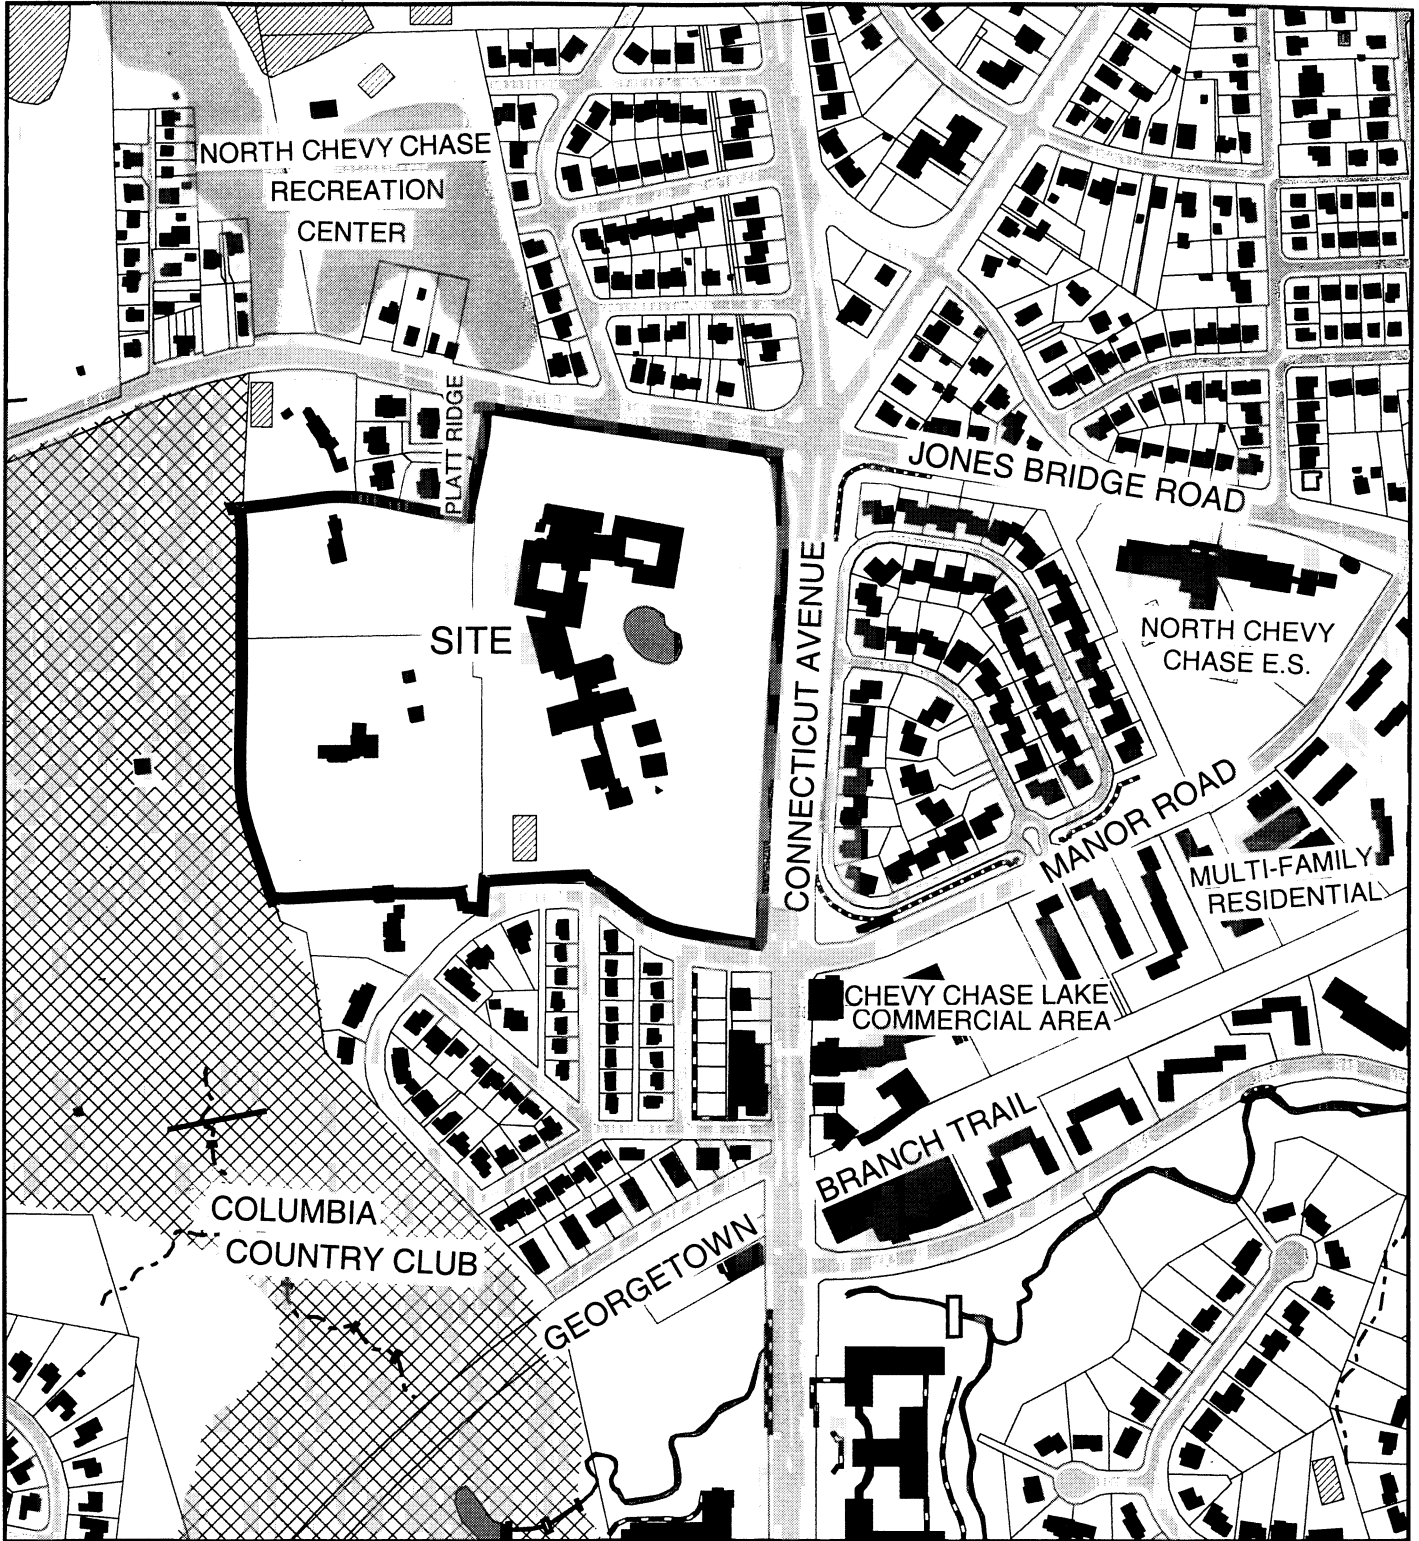 NORTH CHEVY CHASE
RECREATION
CENTER
PLATT RIDGE
JONES BRIDGE ROAD
SITE
CONNECTICUT AVENUE
NORTH CHEVY
CHASE E.S.
MANOR ROAD
MULTI-FAMILY
RESIDENTIAL
CHEVY CHASE LAKE
COMMERCIAL AREA
GEORGETOWN
BRANCH TRAIL
COLUMBIA
COUNTRY CLUB